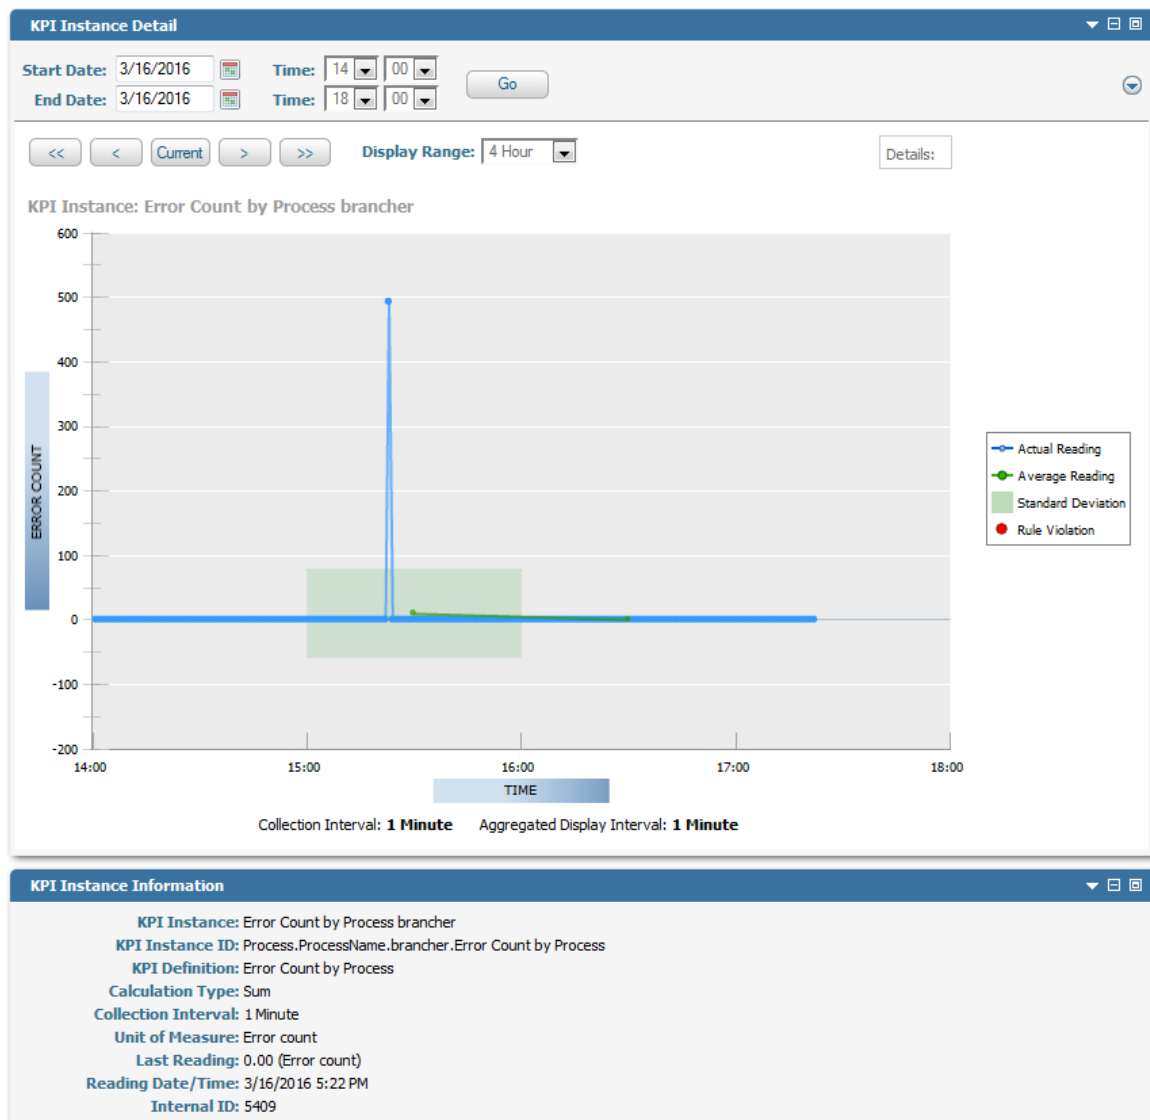 KPI Instance Detail
Start Date: 3/16/2016 Time: 14 00
Go
End Date: 3/16/2016 Time: 18 00
<< < Current > >> Display Range: 4 Hour Details:
KPI Instance: Error Count by Process brancher
600
500
400
300
200
100
0
-100
-200
ERROR COUNT
Actual Reading
Average Reading
Standard Deviation
Rule Violation
14:00 15:00 16:00 17:00 18:00
TIME
Collection Interval: 1 Minute Aggregated Display Interval: 1 Minute
KPI Instance Information
KPI Instance: Error Count by Process brancher
KPI Instance ID: Process.ProcessName.brancher.Error Count by Process
KPI Definition: Error Count by Process
Calculation Type: Sum
Collection Interval: 1 Minute
Unit of Measure: Error count
Last Reading: 0.00 (Error count)
Reading Date/Time: 3/16/2016 5:22 PM
Internal ID: 5409